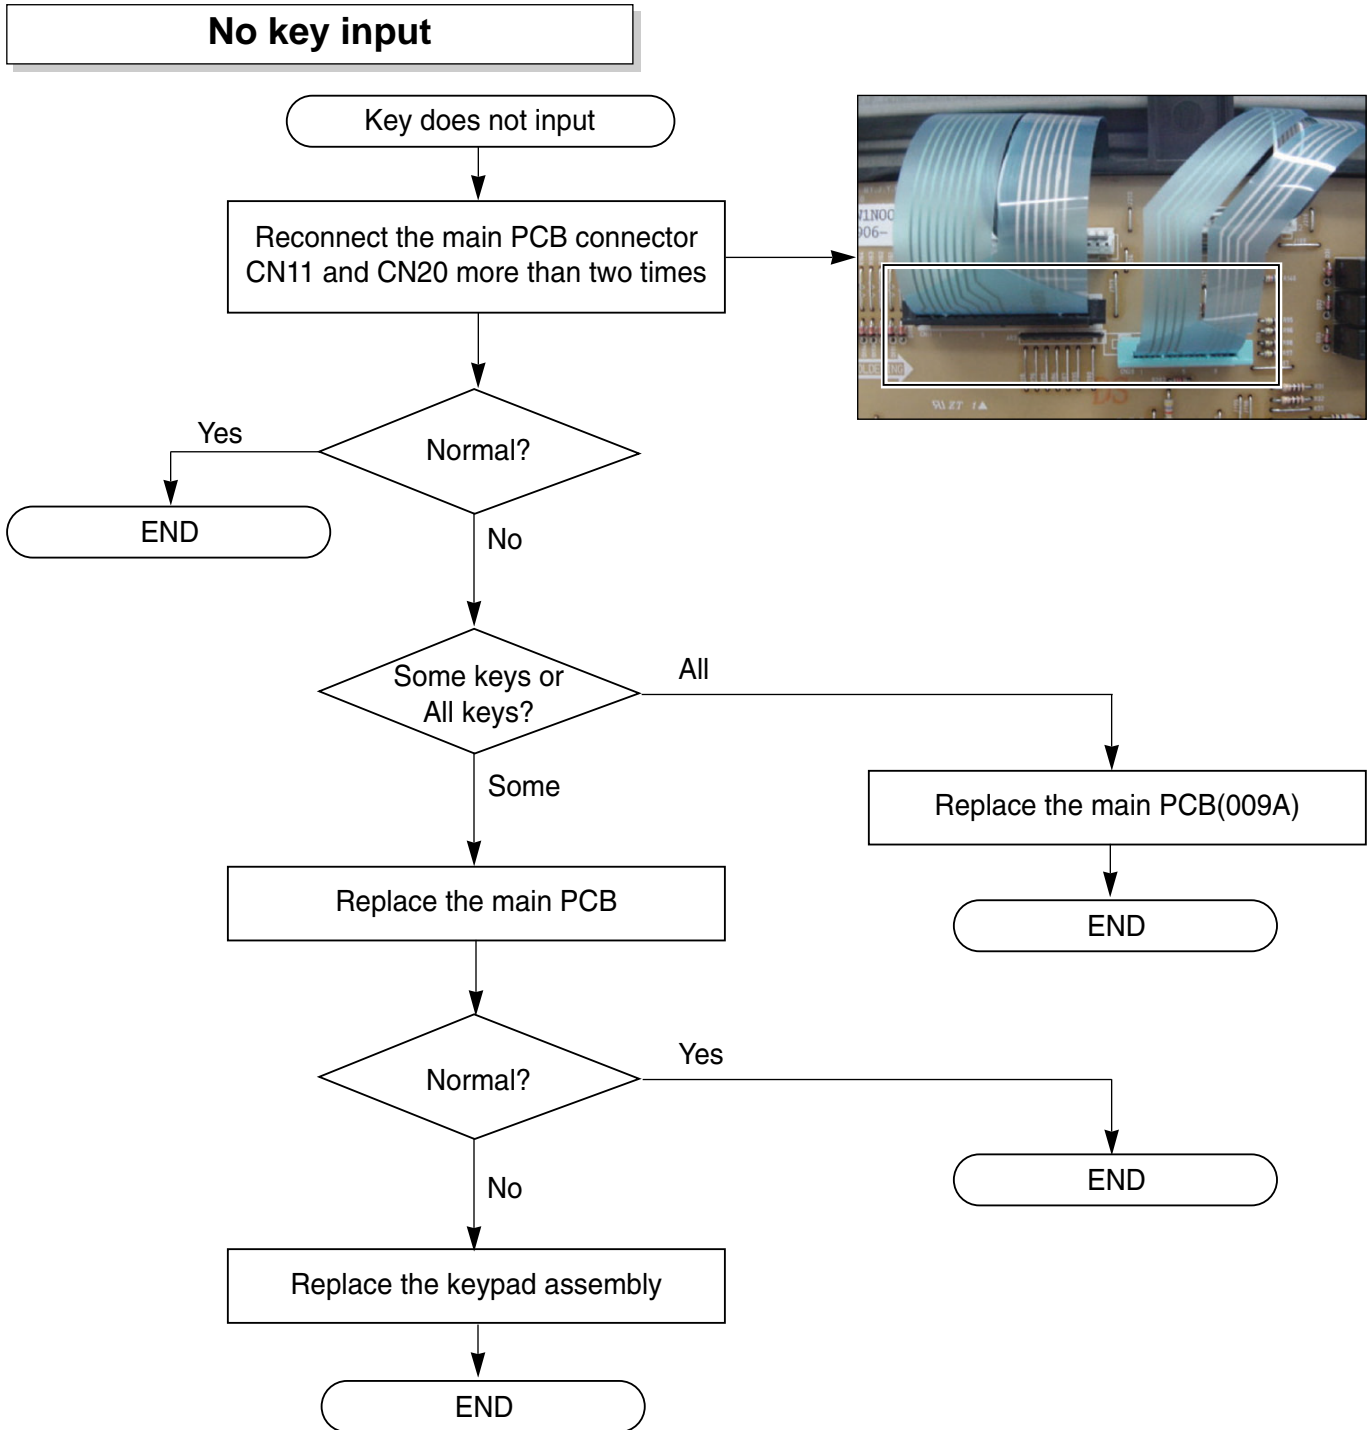 No key input
Key does not input
Reconnect the main PCB connector
CN11 and CN20 more than two times
Normal?
Yes
END
No
Some keys or
All keys?
All
Replace the main PCB(009A)
END
Some
Replace the main PCB
Normal?
Yes
END
No
Replace the keypad assembly
END